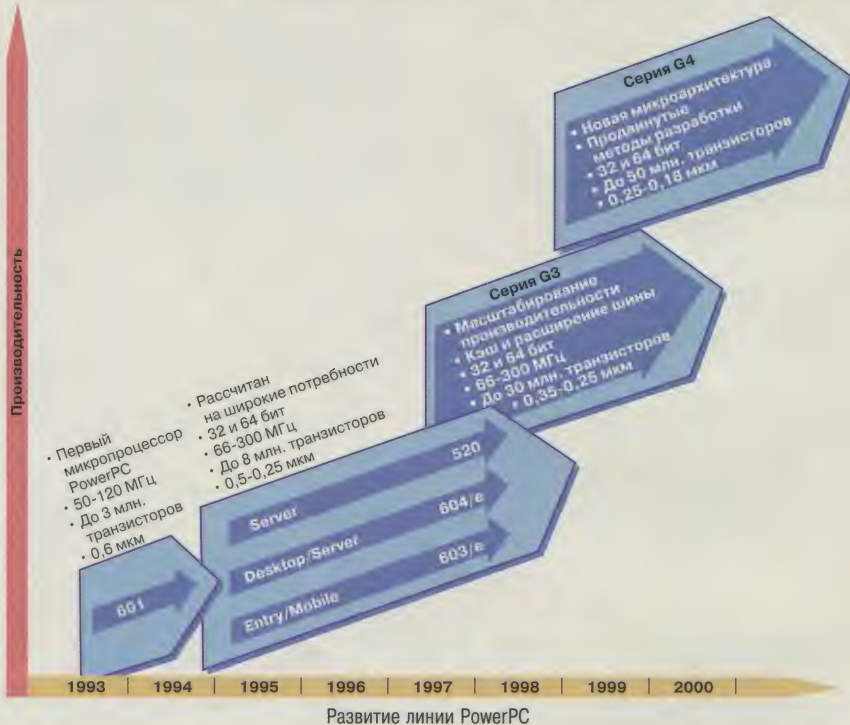 Производительность
Серия G4
• Новая микроархитектура
• Продвинутые
методы разработки
• 32 и 64 бит
• До 50 млн. транзисторов
• 0,25-0,18 мкм
Серия G3
• Масштабирование
производительности
• Кэш и расширение шины
• 32 и 64 бит
• 66-300 МГц
• До 30 млн. транзисторов
• 0,35-0,25 мкм
• Рассчитан
на широкие потребности
• 32 и 64 бит
• 66-300 МГц
• До 8 млн. транзисторов
• 0,5-0,25 мкм
• Первый
микропроцессор
PowerPC
• 50-120 МГц
• До 3 млн.
транзисторов
• 0,6 мкм
601
Server 520
Desktop/Server 604/e
Entry/Mobile 603/e
1993 1994 1995 1996 1997 1998 1999 2000
Развитие линии PowerPC